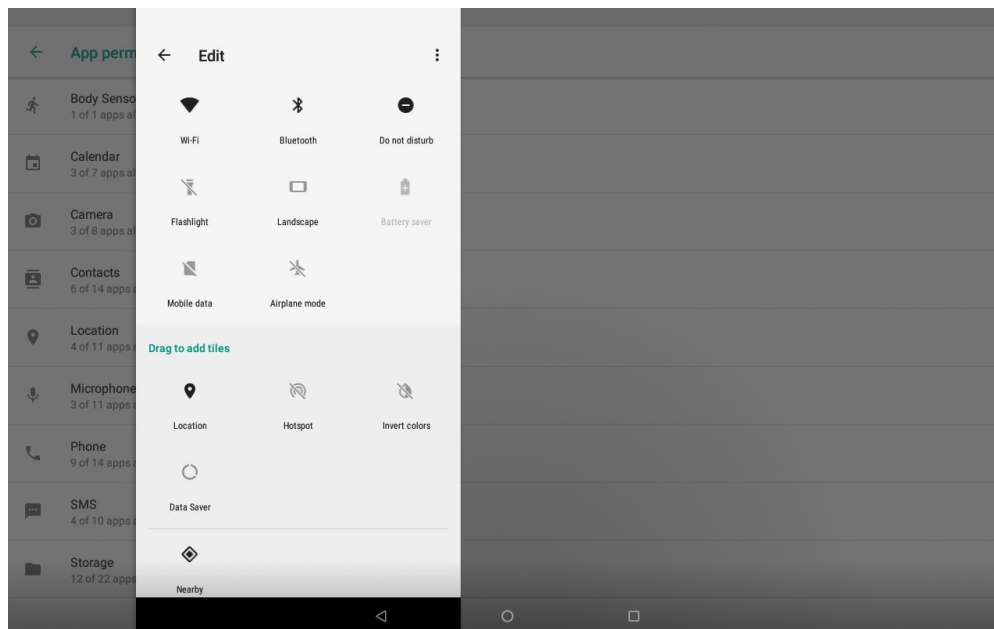 App perm
Body Senso
1 of 1 apps al
Calendar
3 of 7 apps al
Camera
3 of 8 apps al
Contacts
6 of 14 apps a
Location
4 of 11 apps a
Microphone
3 of 11 apps a
Phone
9 of 14 apps a
SMS
4 of 10 apps a
Storage
12 of 22 apps
Edit
Wi-Fi Bluetooth Do not disturb
Flashlight Landscape Battery saver
Mobile data Airplane mode
Drag to add tiles
Location Hotspot Invert colors
Data Saver
Nearby